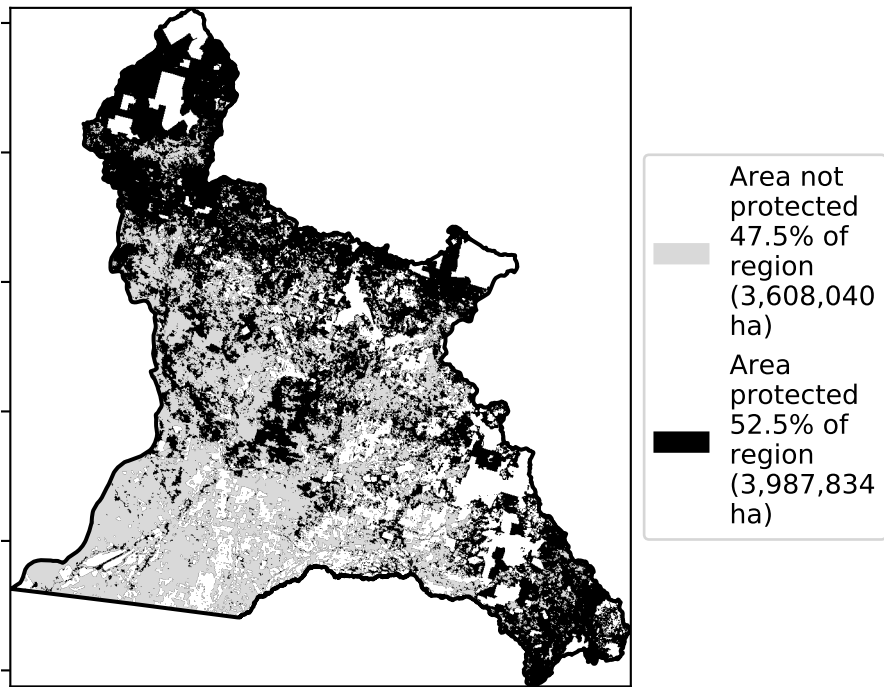 Area not
protected
47.5% of
region
(3,608,040
ha)
Area
protected
52.5% of
region
(3,987,834
ha)